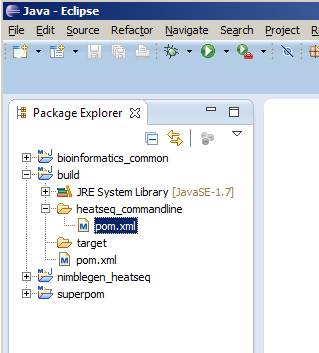 Java - Eclipse
File Edit Source Refactor Navigate Search Project
Package Explorer
bioinformatics_common
build
JRE System Library [JavaSE-1.7]
heatseq_commandline
pom.xml
target
pom.xml
nimblegen_heatseq
superpom